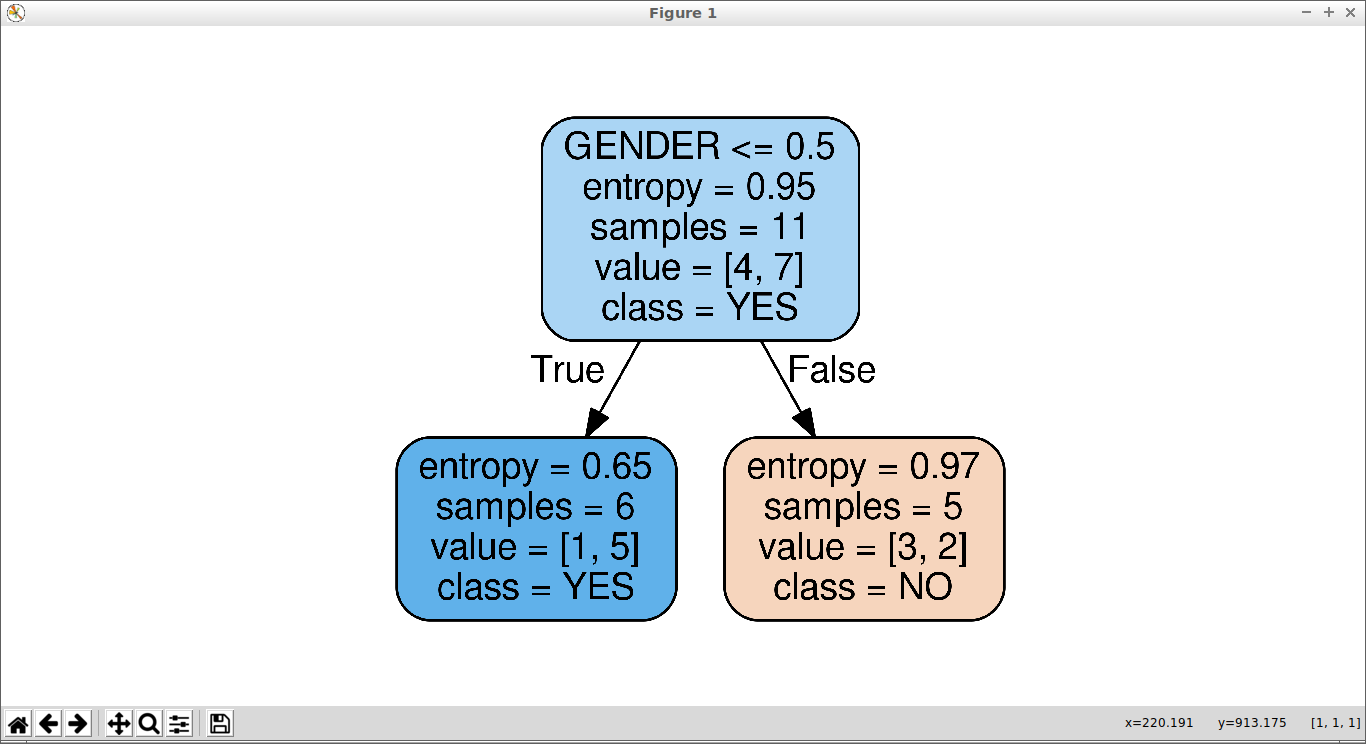 Figure 1
GENDER <= 0.5
entropy = 0.95
samples = 11
value = [4, 7]
class = YES
True
False
entropy = 0.65
samples = 6
value = [1, 5]
class = YES
entropy = 0.97
samples = 5
value = [3, 2]
class = NO
x=220.191 y=913.175 [1, 1, 1]